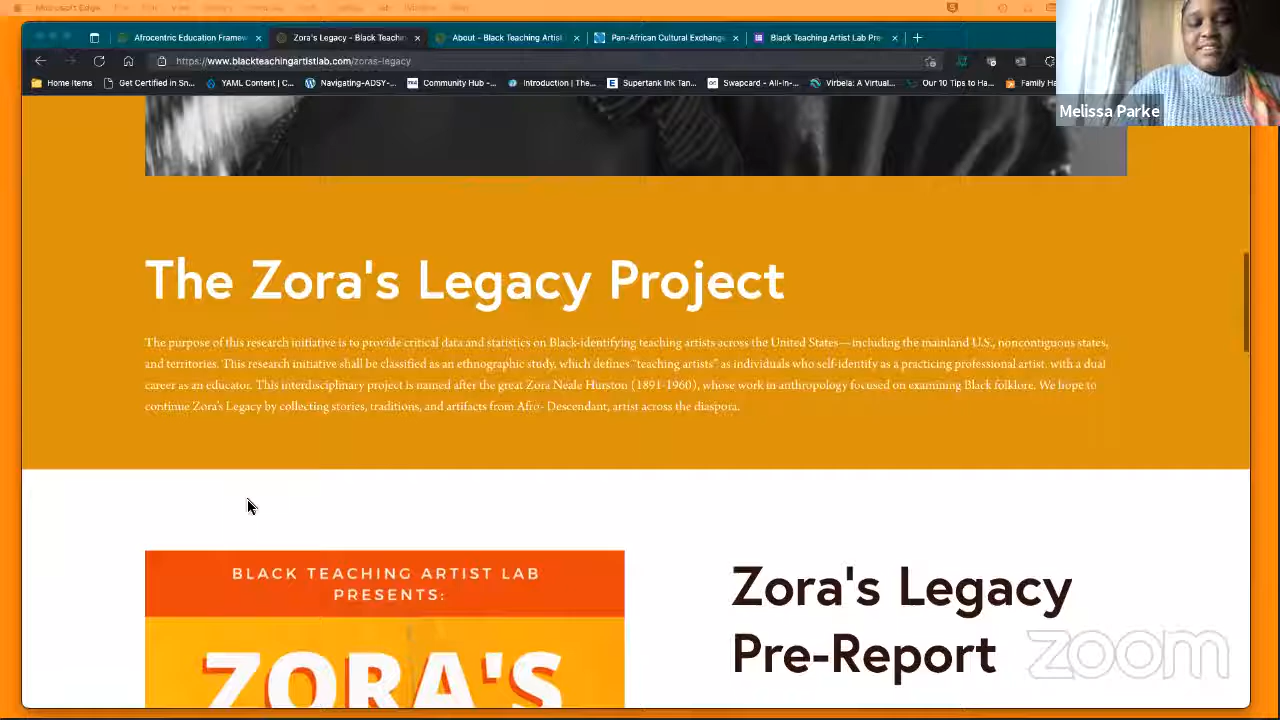 Microsoft Edge
Afrocentric Education Framew
Zora's Legacy - Black Teachin
About - Black Teaching Artist
Pan-African Cultural Exchange
Black Teaching Artist Lab Pre-
https://www.blackteachingartistlab.com/zoras-legacy
Home Items
Get Certified in Sn...
YAML Content | C...
Navigating-ADSY-...
Community Hub -...
Introduction | The...
Supertank Ink Tan...
Swapcard - All-In-...
Virbela: A Virtual...
Our 10 Tips to Ha...
Family Ha
Melissa Parke
The Zora's Legacy Project
The purpose of this research initiative is to provide critical data and statistics on Black-identifying teaching artists across the United States—including the mainland U.S., noncontiguous states,
and territories. This research initiative shall be classified as an ethnographic study, which defines "teaching artists" as individuals who self-identify as a practicing professional artist, with a dual
career as an educator. This interdisciplinary project is named after the great Zora Neale Hurston (1891-1960), whose work in anthropology focused on examining Black folklore. We hope to
continue Zora's Legacy by collecting stories, traditions, and artifacts from Afro- Descendant, artist across the diaspora.
BLACK TEACHING ARTIST LAB
PRESENTS:
ZORA'S
Zora's Legacy
Pre-Report
zoom